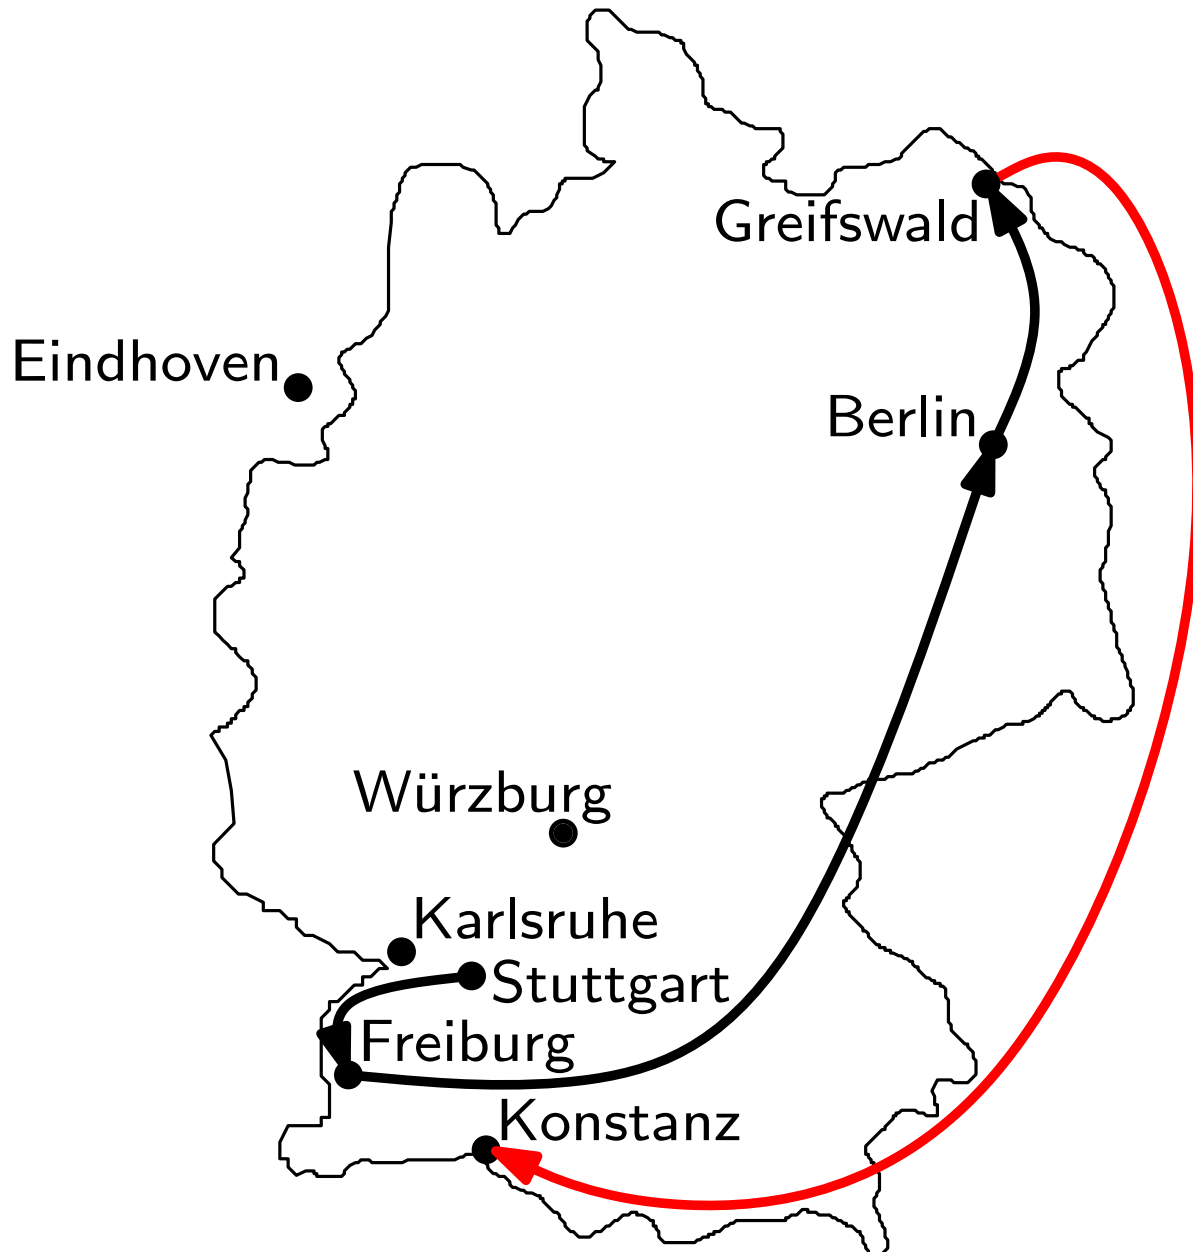 Greifswald
Eindhoven
Berlin
Würzburg
Karlsruhe
Stuttgart
Freiburg
Konstanz